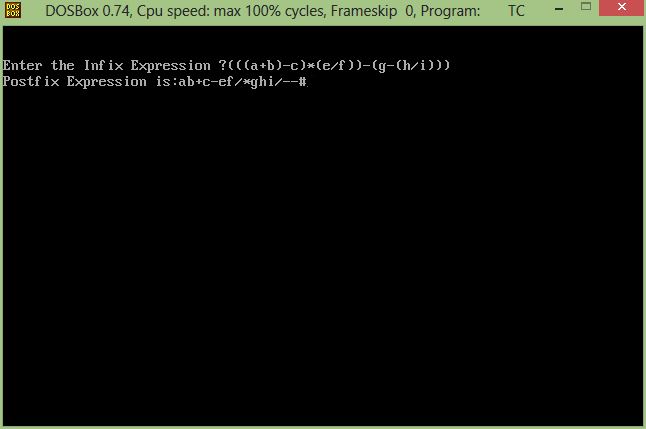 DOS BOX
DOSBox 0.74, Cpu speed: max 100% cycles, Frameskip 0, Program: TC
Enter the Infix Expression ?(((a+b)-c)*(e/f))-(g-(h/i)))
Postfix Expression is:ab+c-ef/*ghi/--#